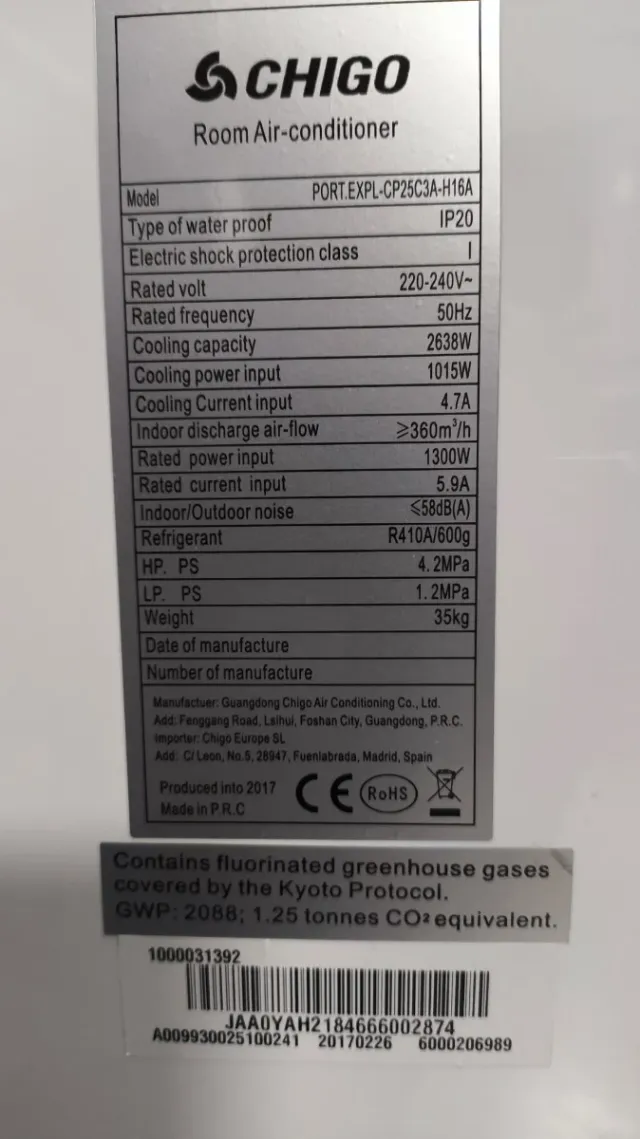 CHIGO
Room Air-conditioner
Model PORT.EXPL-CP25C3A-H16A
Type of water proof IP20
Electric shock protection class I
Rated volt 220-240V~
Rated frequency 50Hz
Cooling capacity 2638W
Cooling power input 1015W
Cooling Current input 4.7A
Indoor discharge air-flow ≥360m³/h
Rated power input 1300W
Rated current input 5.9A
Indoor/Outdoor noise ≤58dB(A)
Refrigerant R410A/600g
HP. PS 4.2MPa
LP. PS 1.2MPa
Weight 35kg
Date of manufacture
Number of manufacture
Manufactuer: Guangdong Chigo Air Conditioning Co., Ltd.
Add: Fenggang Road, Laihui, Foshan City, Guangdong, P.R.C.
Importer: Chigo Europe SL
Add: C/ Leon, No.5, 28947, Fuenlabrada, Madrid, Spain
Produced into 2017
Made in P.R.C
CE RoHS
Contains fluorinated greenhouse gases
covered by the Kyoto Protocol.
GWP: 2088; 1.25 tonnes CO² equivalent.
1000031392
JAA0YAH2184666002874
A009930025100241 20170226 6000206989